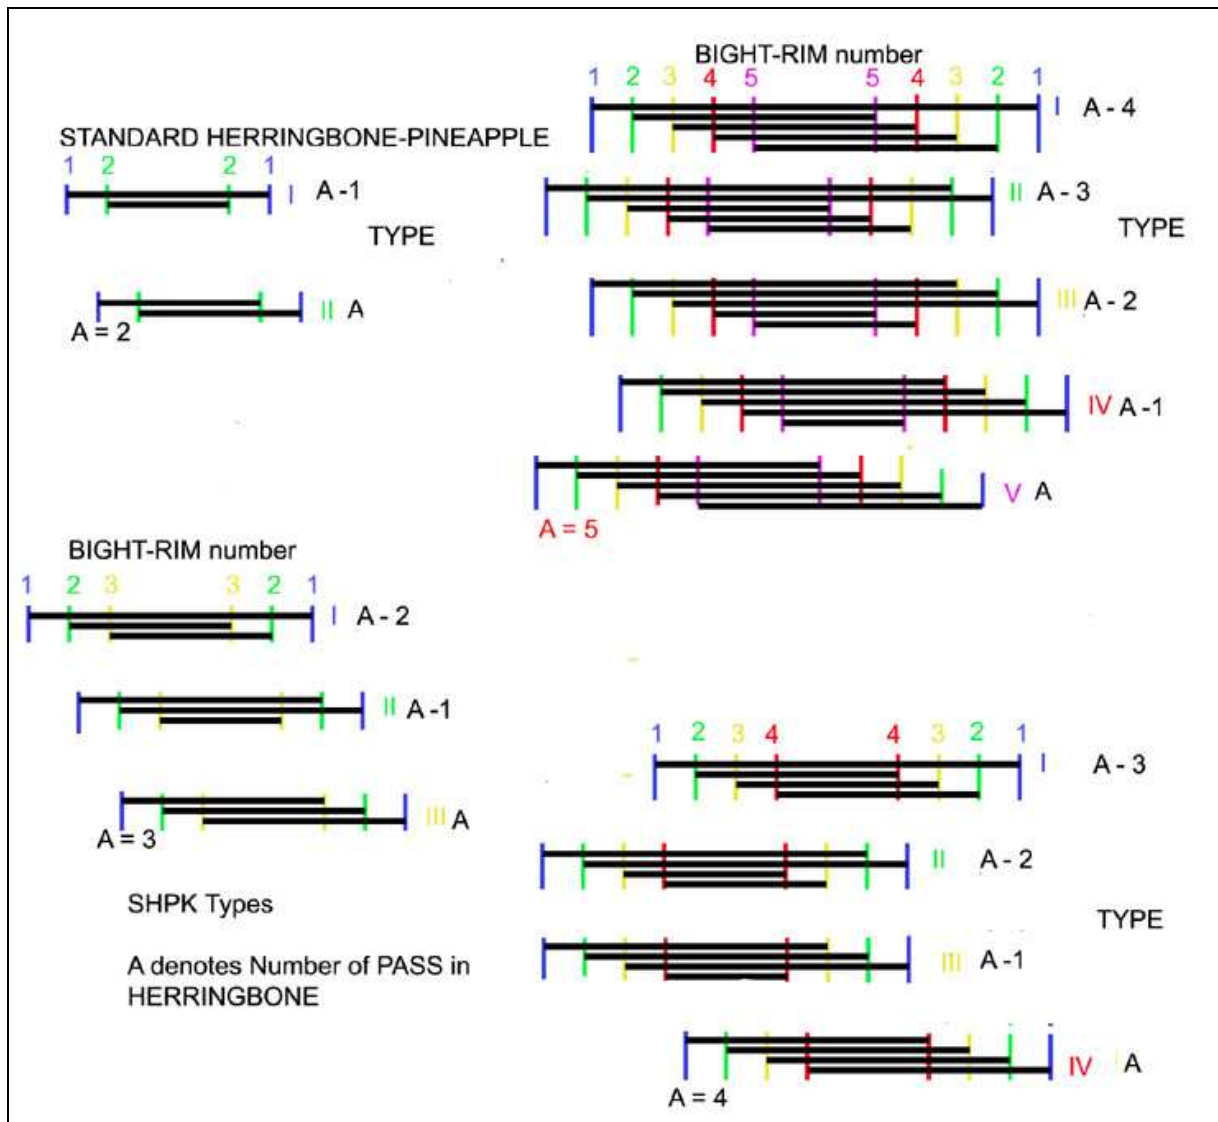 STANDARD HERRINGBONE-PINEAPPLE
1 2 2 1
I A -1
TYPE
II A
A = 2
BIGHT-RIM number
1 2 3 4 5 5 4 3 2 1
I A - 4
II A - 3
TYPE
III A - 2
IV A -1
V A
A = 5
BIGHT-RIM number
1 2 3 3 2 1
I A - 2
II A -1
III A
A = 3
SHPK Types
A denotes Number of PASS in
HERRINGBONE
1 2 3 4 4 3 2 1
I A - 3
II A - 2
TYPE
III A -1
IV A
A = 4